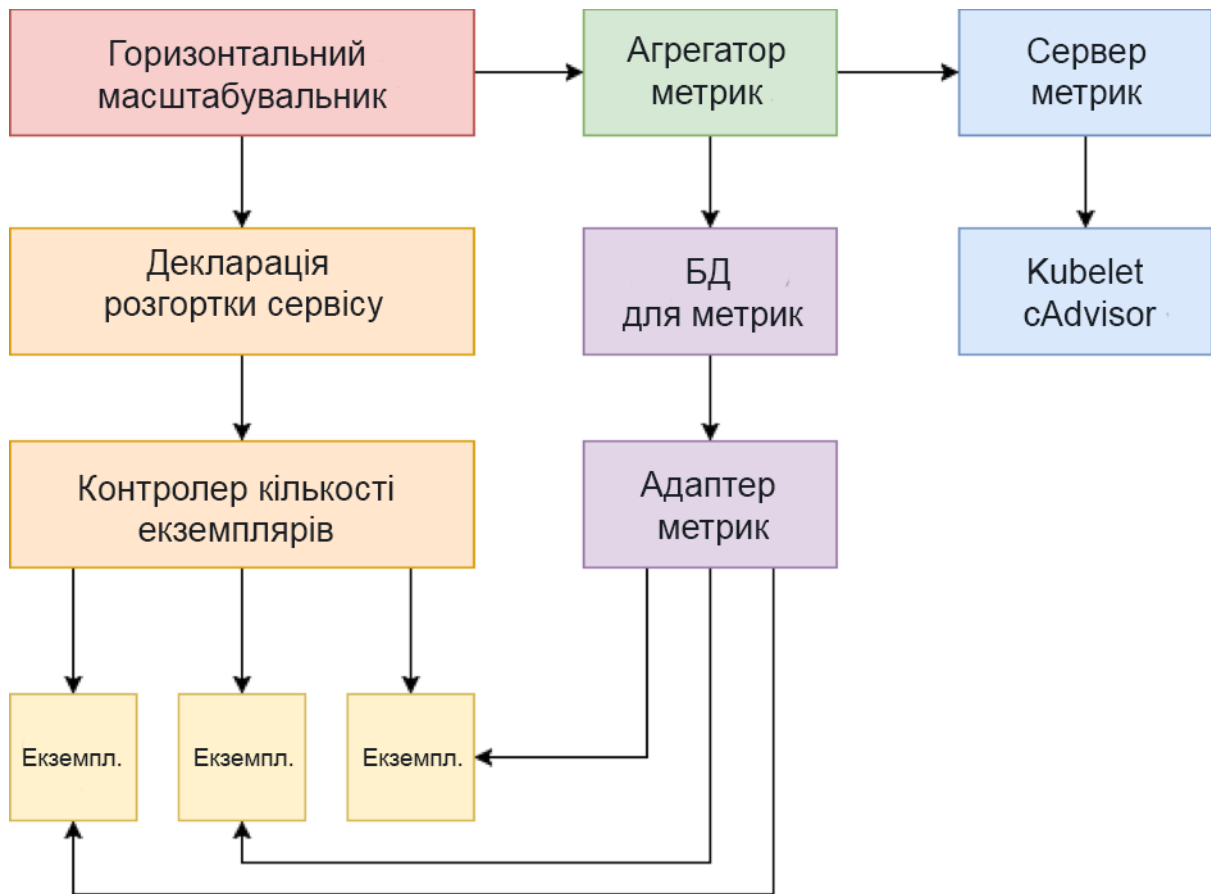 Горизонтальний
масштабувальник
Агрегатор
метрик
Сервер
метрик
Декларація
розгортки сервісу
БД
для метрик
Kubelet
cAdvisor
Контролер кількості
екземплярів
Адаптер
метрик
Екземпл.
Екземпл.
Екземпл.